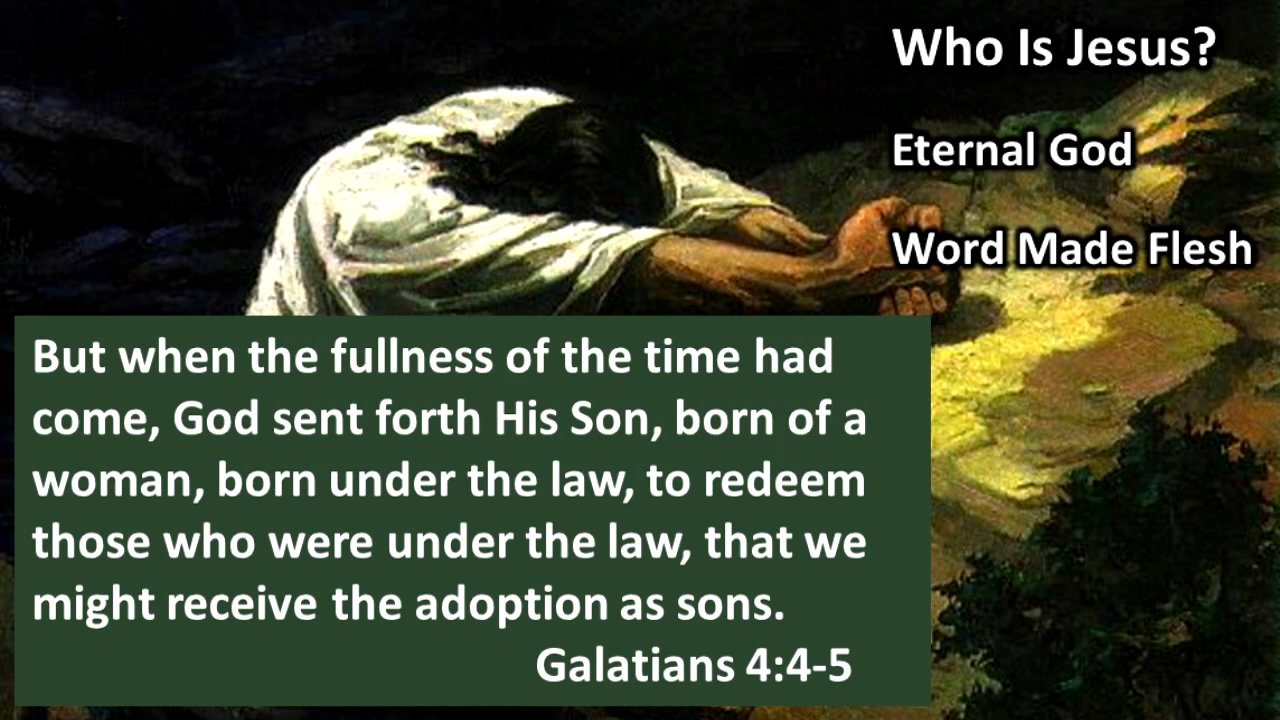 Who Is Jesus?
Eternal God
Word Made Flesh
But when the fullness of the time had
come, God sent forth His Son, born of a
woman, born under the law, to redeem
those who were under the law, that we
might receive the adoption as sons.
Galatians 4:4-5